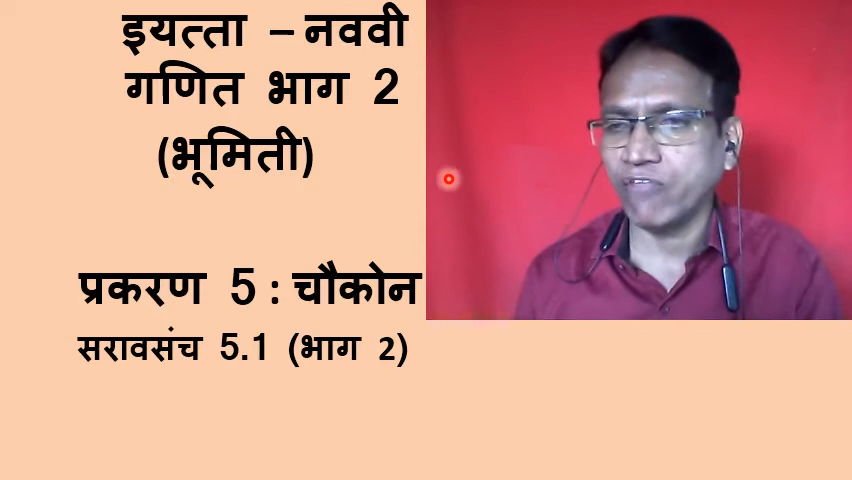 इयत्ता – नववी
गणित भाग 2
(भूमिती)
प्रकरण 5 : चौकोन
सरावसंच 5.1 (भाग 2)